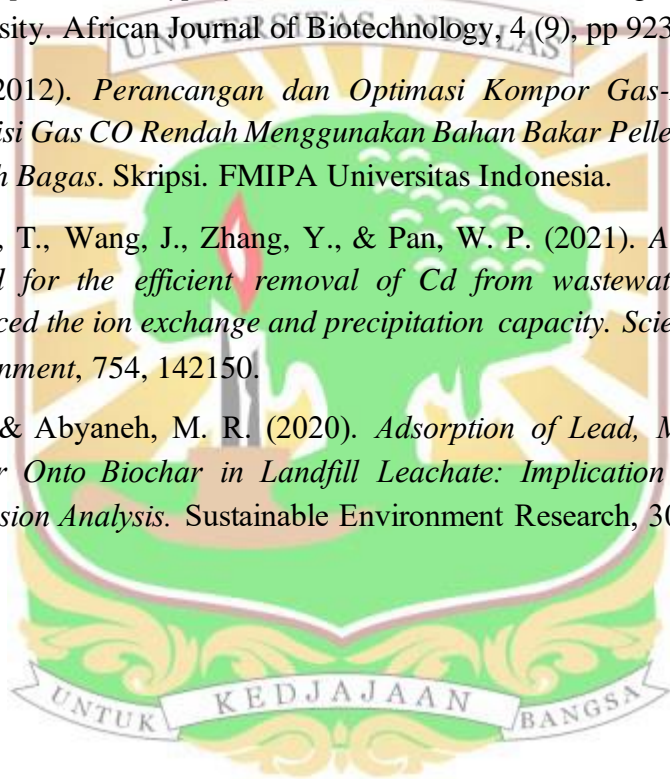 sity. African Journal of Biotechnology, 4 (9), pp 923
UNIVERSITAS ANDALAS
2012). Perancangan dan Optimasi Kompor Gas-
isi Gas CO Rendah Menggunakan Bahan Bakar Pelle
h Bagas. Skripsi. FMIPA Universitas Indonesia.
, T., Wang, J., Zhang, Y., & Pan, W. P. (2021). A
l for the efficient removal of Cd from wastewat
ced the ion exchange and precipitation capacity. Scie
nment, 754, 142150.
& Abyaneh, M. R. (2020). Adsorption of Lead, M
r Onto Biochar in Landfill Leachate: Implication
sion Analysis. Sustainable Environment Research, 30
UNTUK KEDJAJAAN BANGSA